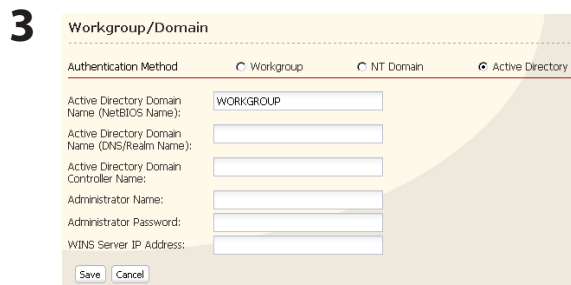 3
Workgroup/Domain
Authentication Method Workgroup NT Domain Active Directory
Active Directory Domain
Name (NetBIOS Name): WORKGROUP
Active Directory Domain
Name (DNS/Realm Name):
Active Directory Domain
Controller Name:
Administrator Name:
Administrator Password:
WINS Server IP Address:
Save Cancel